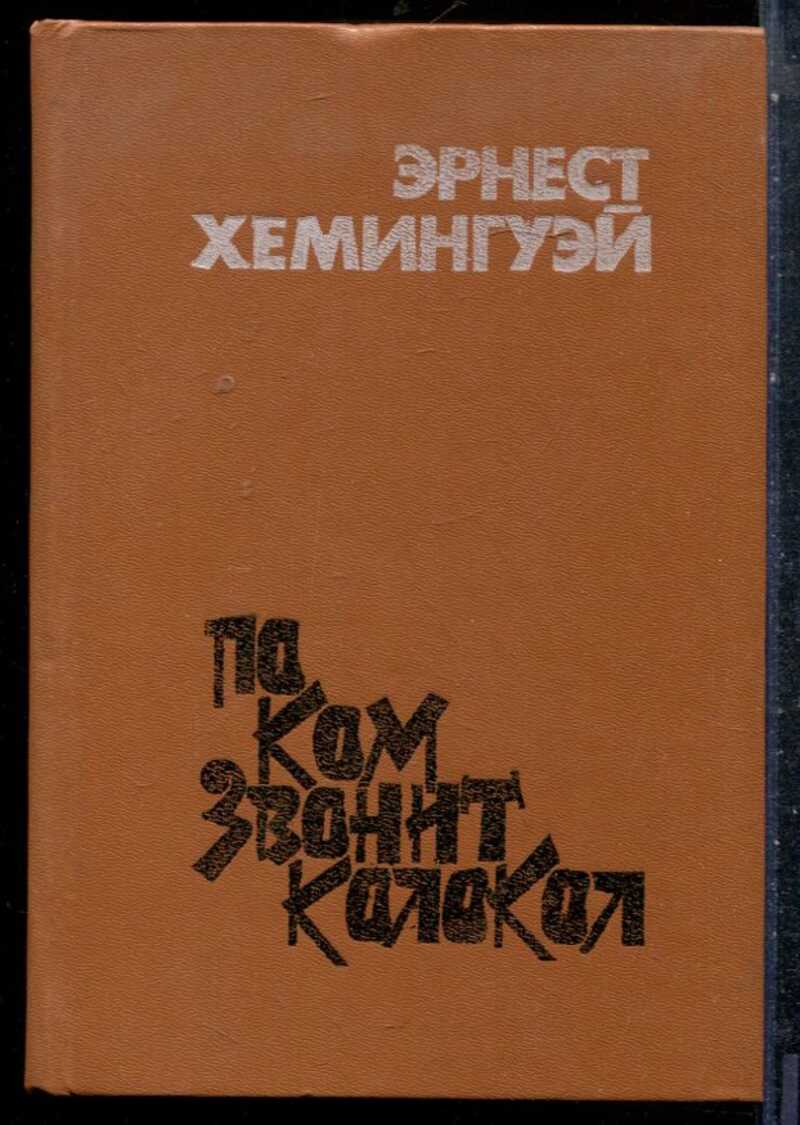 ЭРНЕСТ
ХЕМИНГУЭЙ
по
ком
звонит
колокол